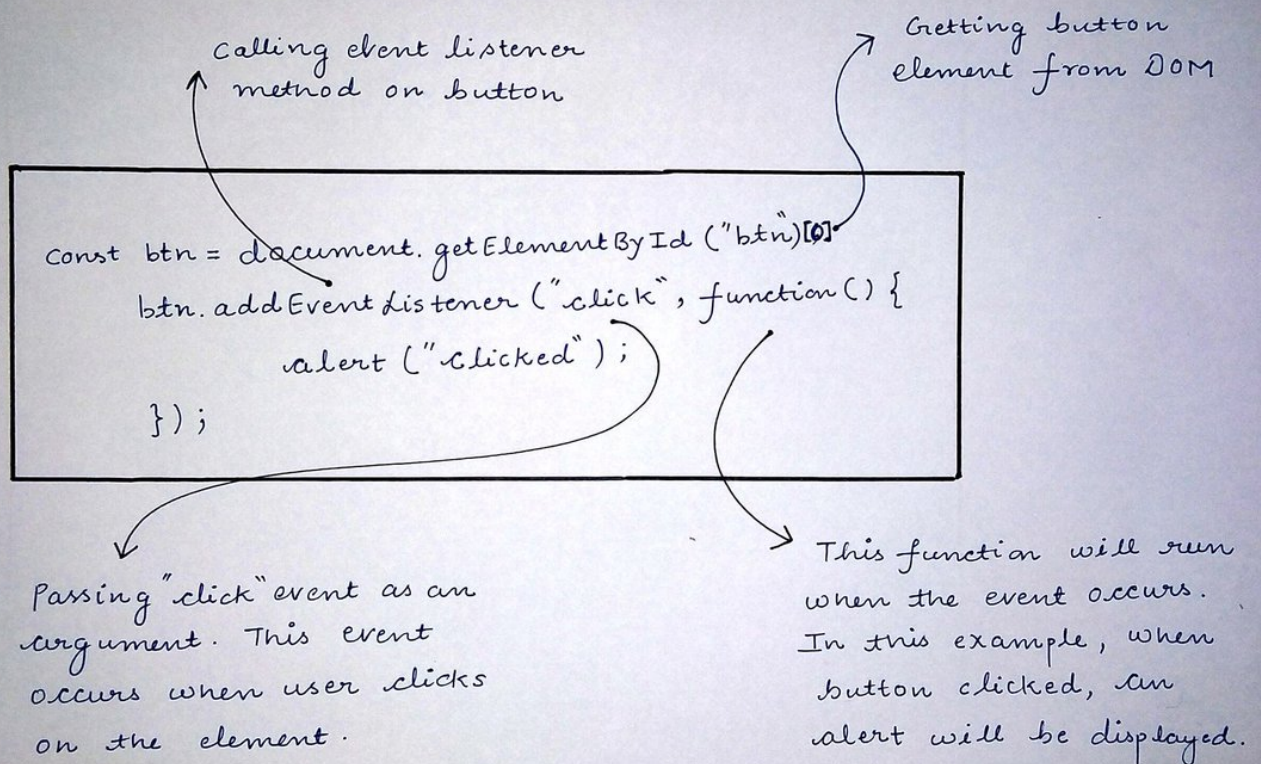 Calling event listener
method on button
Getting button
element from DOM
const btn = document.getElementById ("btn")[0]
btn.addEventListener ("click", function() {
alert ("clicked");
});
Passing "click" event as an
argument. This event
occurs when user clicks
on the element.
This function will run
when the event occurs.
In this example, when
button clicked, an
alert will be displayed.